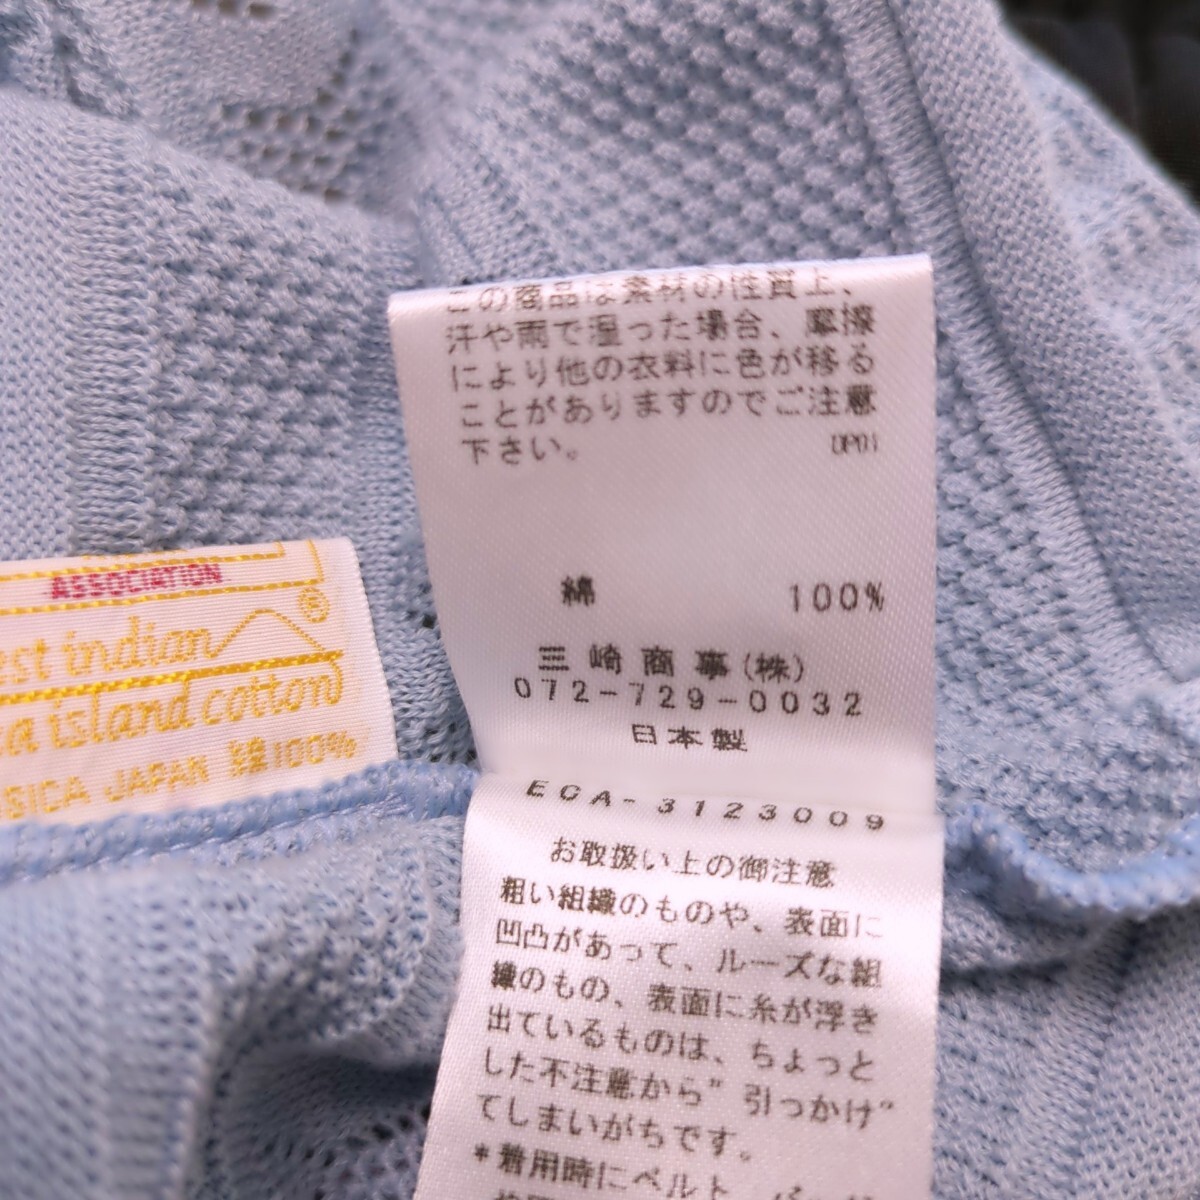 この商品は素材の性質上、
汗や雨で湿った場合、摩擦
により他の衣料に色が移る
ことがありますのでご注意
下さい。 DP01
綿 100%
三崎商事(株)
072-729-0032
日本製
ECA-3123009
お取扱い上の御注意
粗い組織のものや、表面に
凹凸があって、ルーズな組
織のもの、表面に糸が浮き
出ているものは、ちょっと
した不注意から"引っかけ"
てしまいがちです。
*着用時にベルト、
ASSOCIATION
est indian
®
a island cotton
SICA JAPAN 綿100%